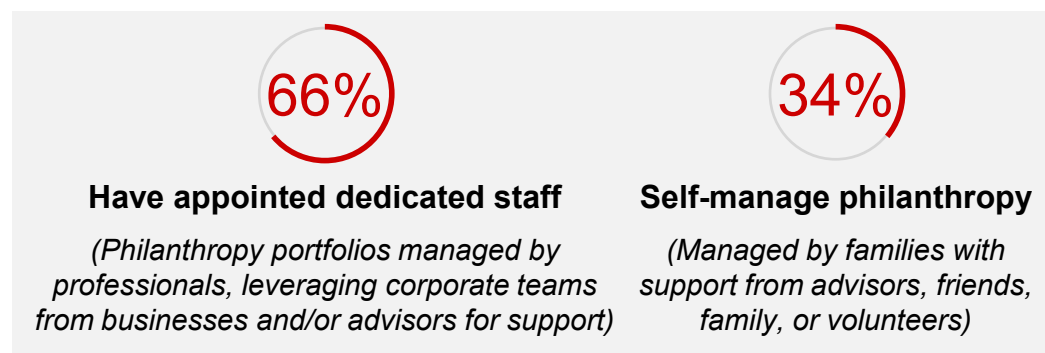 66%
Have appointed dedicated staff
(Philanthropy portfolios managed by
professionals, leveraging corporate teams
from businesses and/or advisors for support)
34%
Self-manage philanthropy
(Managed by families with
support from advisors, friends,
family, or volunteers)